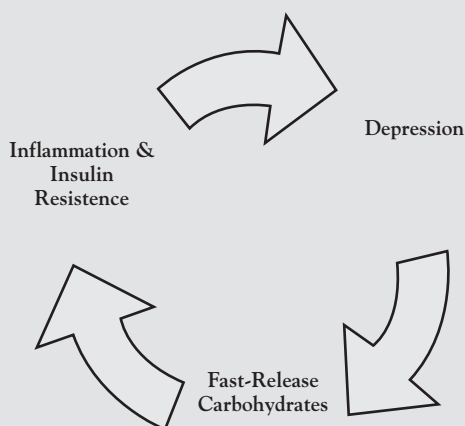 Depression
Inflammation &
Insulin
Resistence
Fast-Release
Carbohydrates